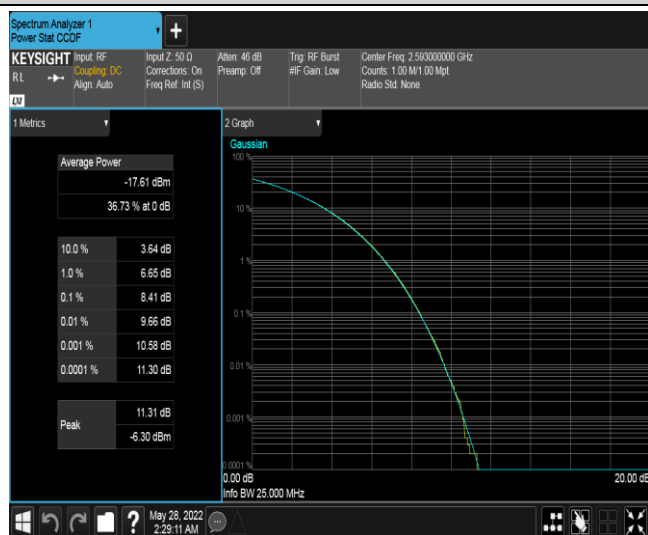 Spectrum Analyzer 1
Power Stat CCDF
+
KEYSIGHT
RL
LXI
Input: RF
Coupling: DC
Align: Auto
Input Z: 50 Ω
Corrections: On
Freq Ref: Int (S)
Atten: 46 dB
Preamp: Off
Trig: RF Burst
#IF Gain: Low
Center Freq: 2.593000000 GHz
Counts: 1.00 M/1.00 Mpt
Radio Std: None
1 Metrics
Average Power
-17.61 dBm
36.73 % at 0 dB
10.0 % 3.64 dB
1.0 % 6.65 dB
0.1 % 8.41 dB
0.01 % 9.66 dB
0.001 % 10.58 dB
0.0001 % 11.30 dB
Peak
11.31 dB
-6.30 dBm
2 Graph
Gaussian
100 %
10 %
1 %
0.1 %
0.01 %
0.001 %
0.0001 %
0.00 dB
20.00 dB
Info BW 25.000 MHz
?
May 28, 2022
2:29:11 AM